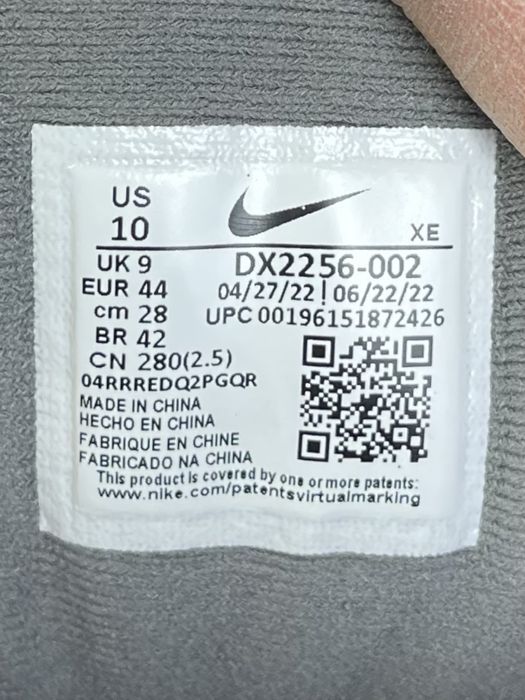 US
10
XE
UK 9
EUR 44
cm 28
BR 42
CN 280(2.5)
04RRREDQ2PGQR
DX2256-002
04/27/22 | 06/22/22
UPC 00196151872426
MADE IN CHINA
HECHO EN CHINA
FABRIQUE EN CHINE
FABRICADO NA CHINA
This product is covered by one or more patents:
www.nike.com/patentsvirtualmarking